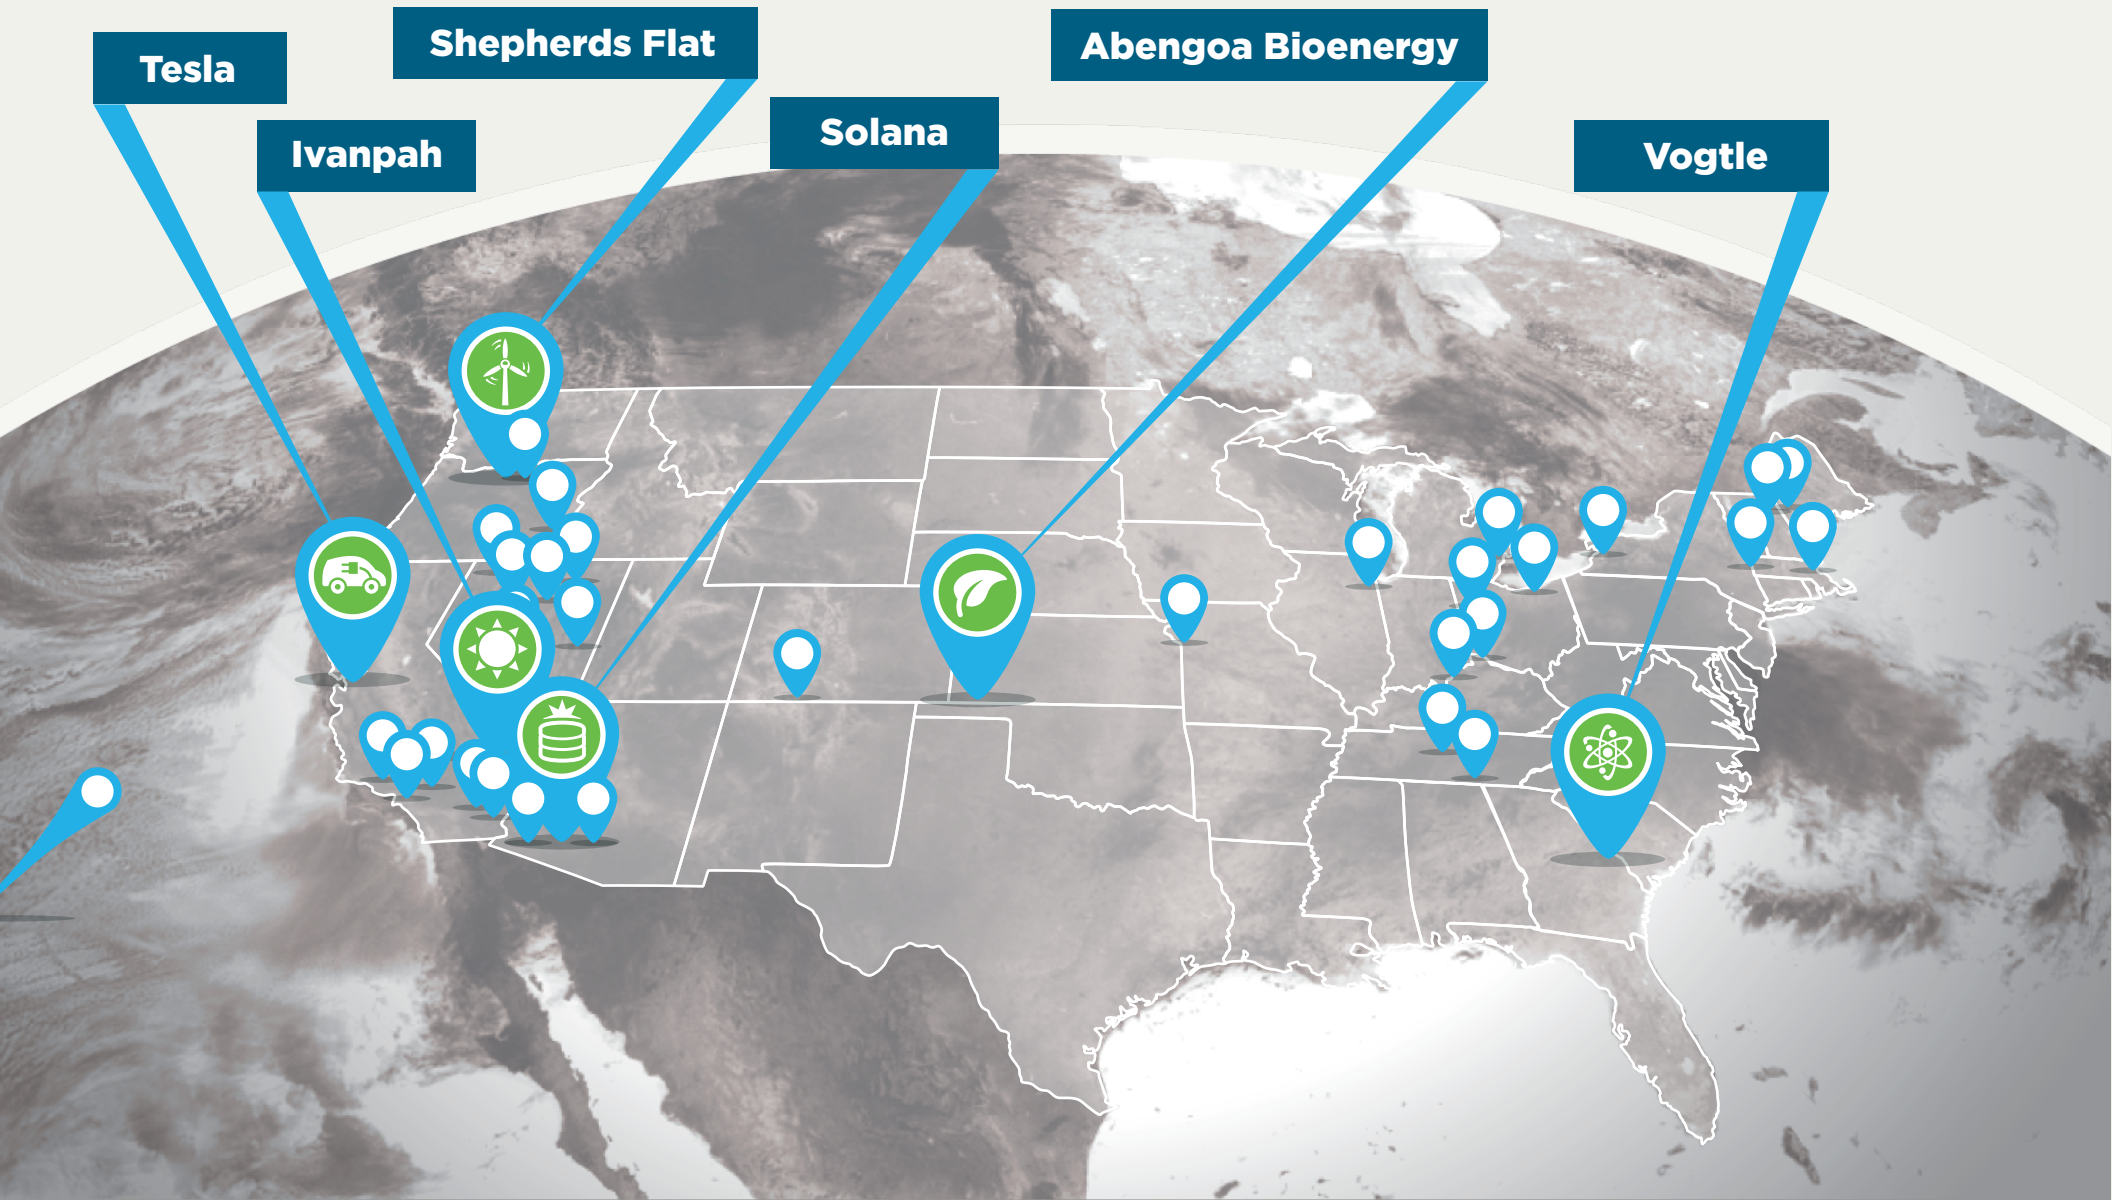 Tesla
Shepherds Flat
Abengoa Bioenergy
Ivanpah
Solana
Vogtle